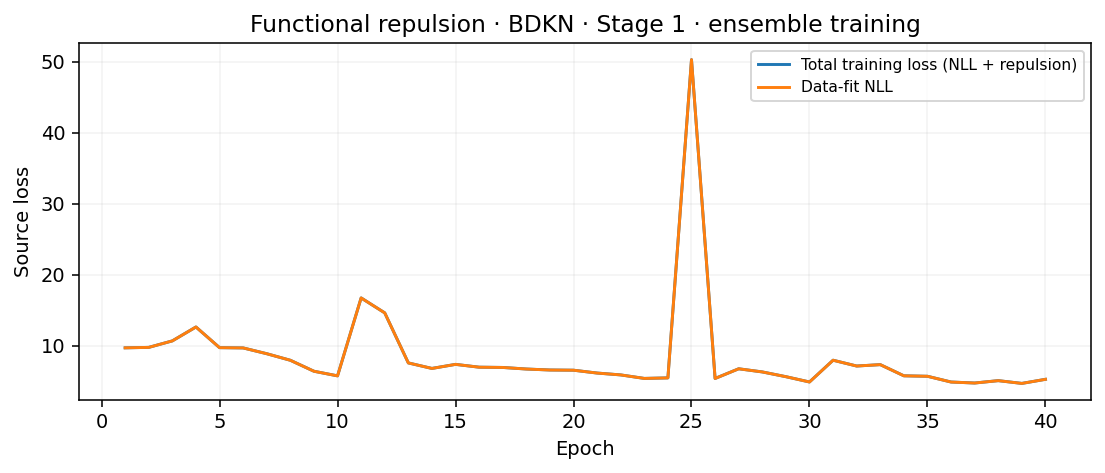 Functional repulsion · BDKN · Stage 1 · ensemble training
Total training loss (NLL + repulsion)
Data-fit NLL
50
40
30
20
10
Source loss
0 5 10 15 20 25 30 35 40
Epoch